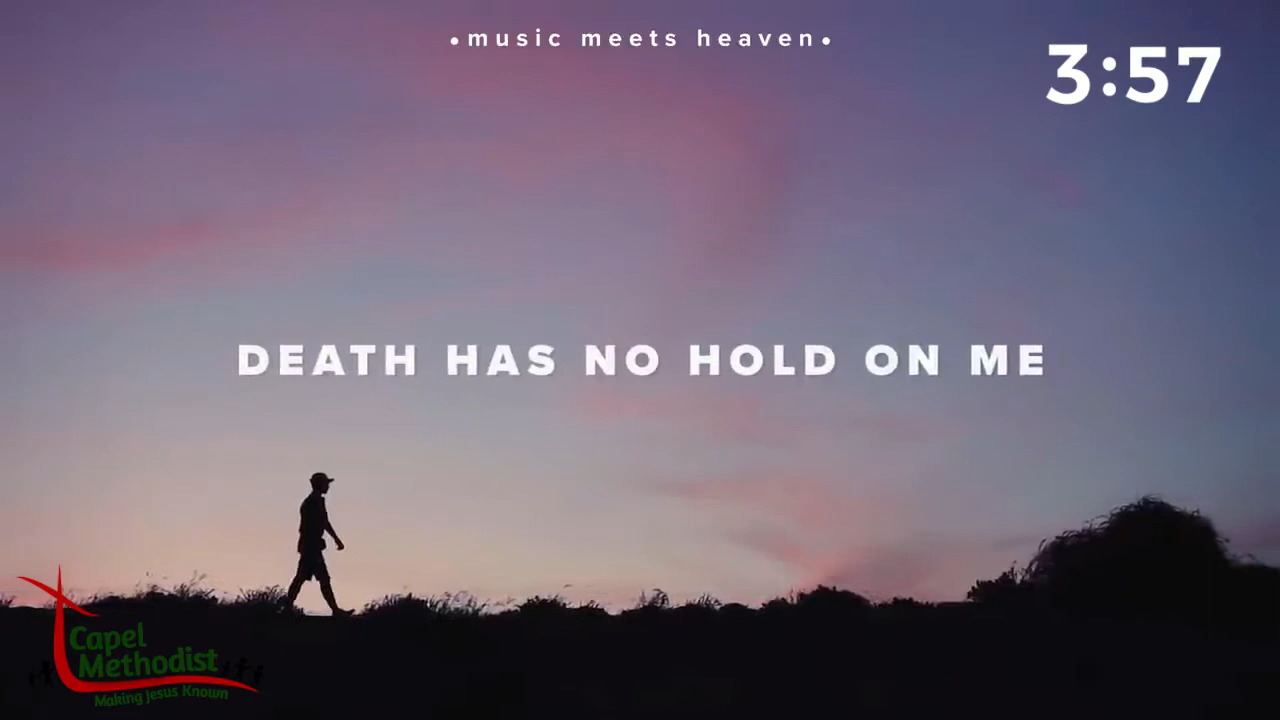 •music meets heaven•
3:57
DEATH HAS NO HOLD ON ME
Capel
Methodist
Making Jesus Known